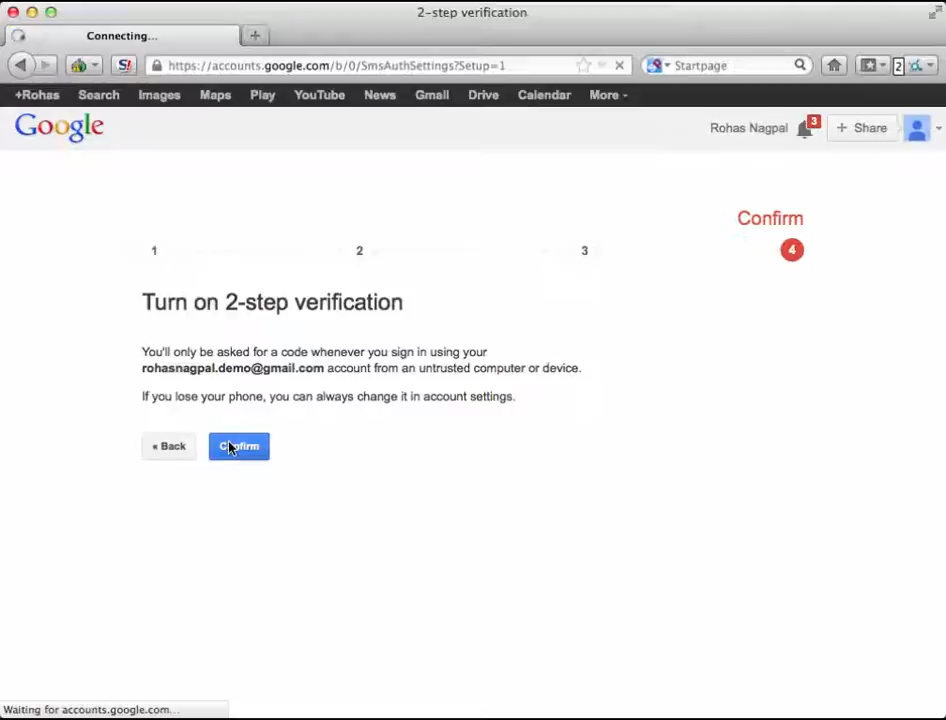 2-step verification
Connecting...
https://accounts.google.com/b/0/SmsAuthSettings?Setup=1
Startpage
2
+Rohas Search Images Maps Play YouTube News Gmail Drive Calendar More
Google
Rohas Nagpal 3 + Share
Confirm
1 2 3 4
Turn on 2-step verification
You'll only be asked for a code whenever you sign in using your
rohasnagpal.demo@gmail.com account from an untrusted computer or device.
If you lose your phone, you can always change it in account settings.
« Back Confirm
Waiting for accounts.google.com...